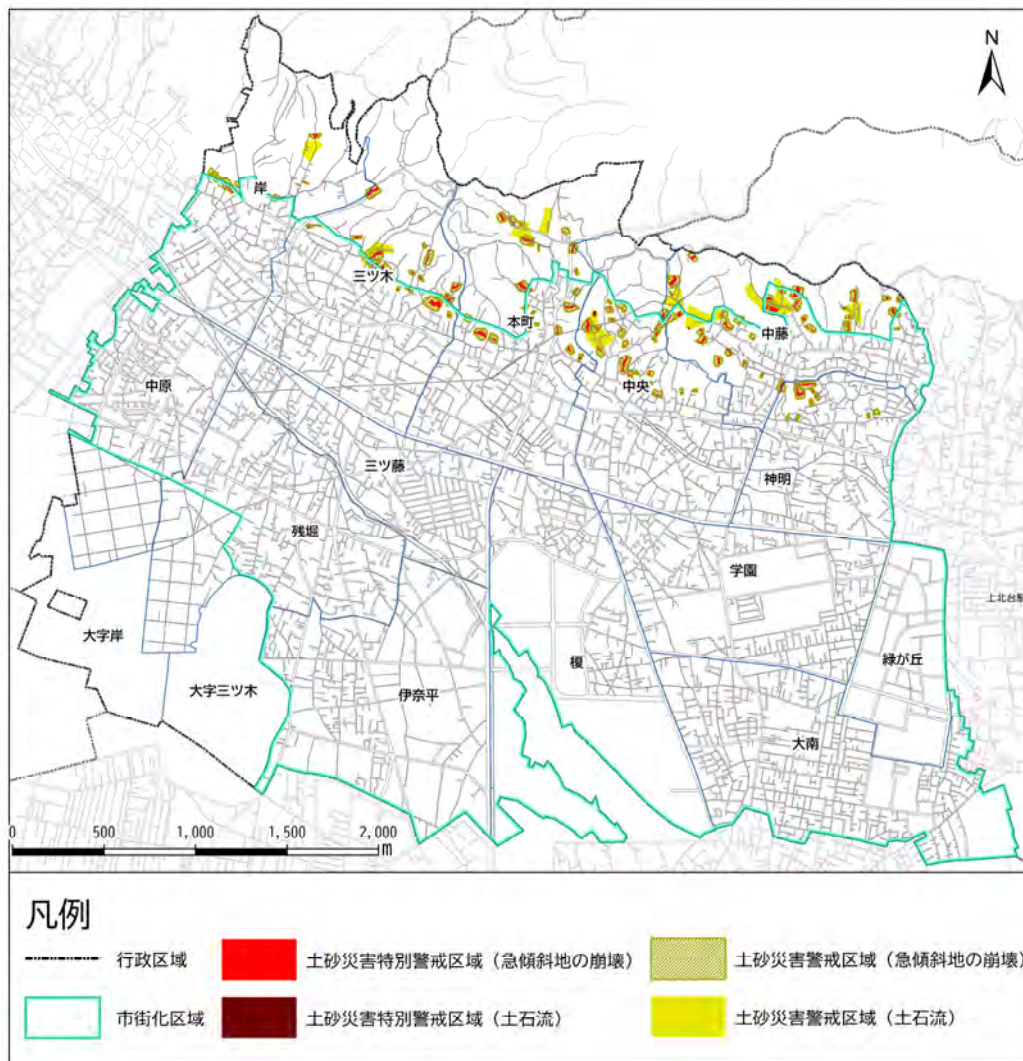 N
岸
三ツ木
本町
中藤
中原
中央
三ツ藤
神明
残堀
学園
上北台駅
大字岸
緑が丘
榎
大字三ツ木
伊奈平
大南
0 500 1,000 1,500 2,000
m
凡例
行政区域
土砂災害特別警戒区域（急傾斜地の崩壊）
土砂災害警戒区域（急傾斜地の崩壊）
市街化区域
土砂災害特別警戒区域（土石流）
土砂災害警戒区域（土石流）